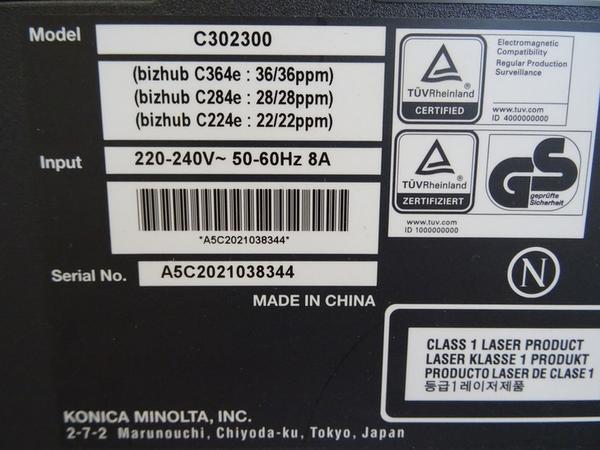 Model C302300
(bizhub C364e : 36/36ppm)
(bizhub C284e : 28/28ppm)
(bizhub C224e : 22/22ppm)
Input 220-240V~ 50-60Hz 8A
*A5C2021038344*
Serial No. A5C2021038344
MADE IN CHINA
TÜVRheinland
CERTIFIED
Electromagnetic
Compatibility
Regular Production
Surveillance
www.tuv.com
ID 4000000000
TÜVRheinland
ZERTIFIZIERT
GS
geprüfte
Sicherheit
www.tuv.com
ID 1000000000
N
CLASS 1 LASER PRODUCT
LASER KLASSE 1 PRODUKT
PRODUCTO LASER DE CLASE 1
등급1레이저제품
KONICA MINOLTA, INC.
2-7-2 Marunouchi, Chiyoda-ku, Tokyo, Japan